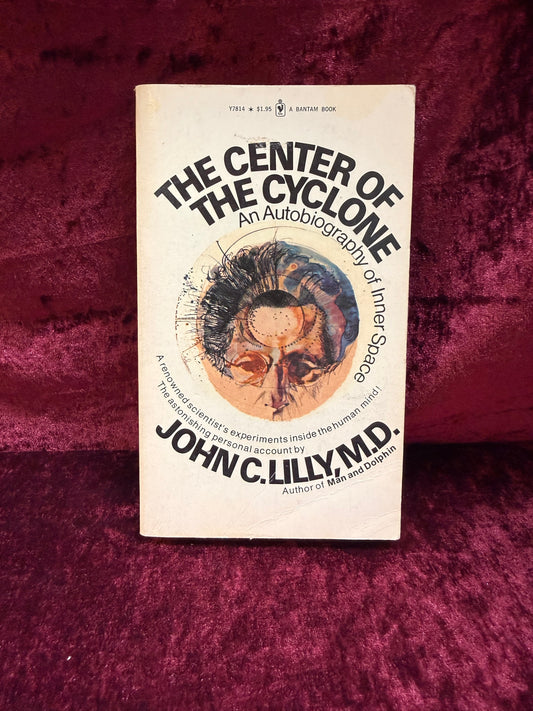 Y7814 ★ $1.95 A BANTAM BOOK
THE CENTER OF
THE CYCLONE
An Autobiography of Inner Space
A renowned scientist's experiments inside the human mind!
The astonishing personal account by
JOHN C. LILLY, M.D.
Author of Man and Dolphin